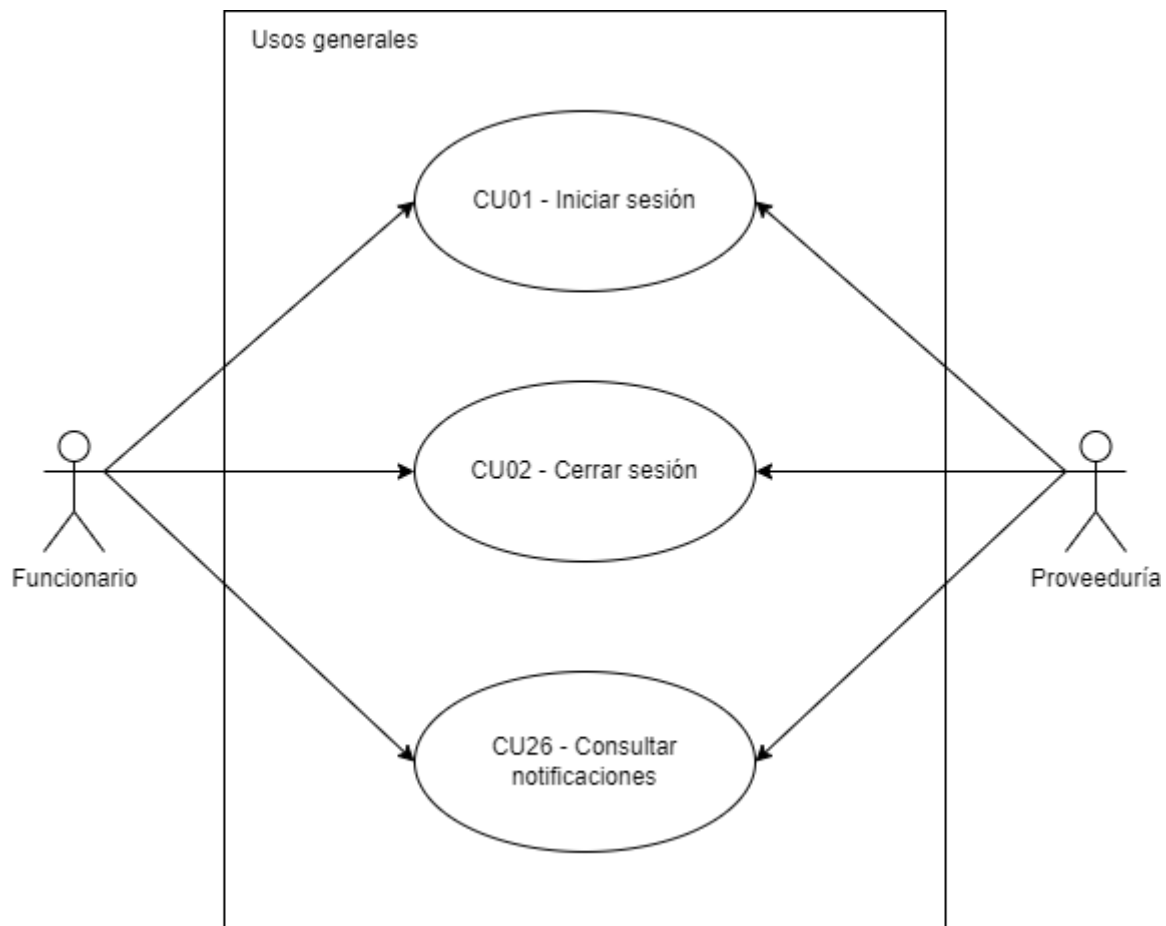 Usos generales
CU01 - Iniciar sesión
CU02 - Cerrar sesión
Funcionario
Proveeduría
CU26 - Consultar
notificaciones